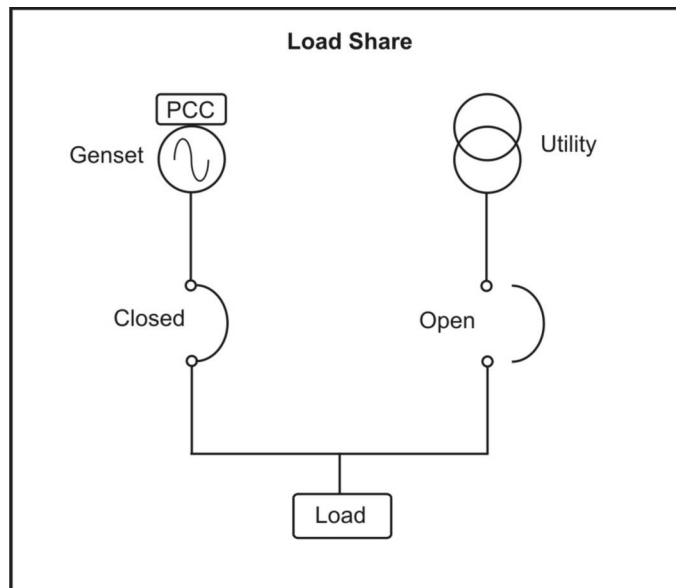 Load Share
PCC
Genset
Utility
Closed
Open
Load